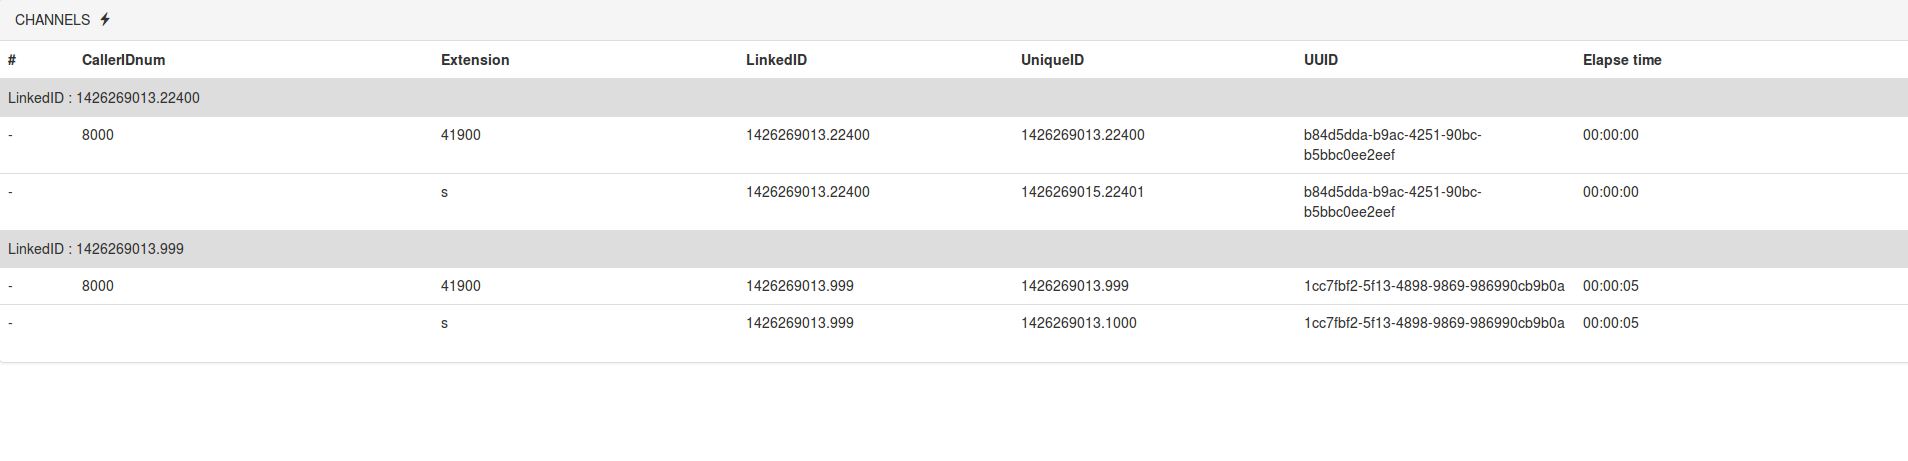 CHANNELS
# CallerIDnum Extension LinkedID UniqueID UUID Elapse time
LinkedID : 1426269013.22400
- 8000 41900 1426269013.22400 1426269013.22400 b84d5dda-b9ac-4251-90bc- 00:00:00
b5bbc0ee2eef
- s 1426269013.22400 1426269015.22401 b84d5dda-b9ac-4251-90bc- 00:00:00
b5bbc0ee2eef
LinkedID : 1426269013.999
- 8000 41900 1426269013.999 1426269013.999 1cc7fbf2-5f13-4898-9869-986990cb9b0a 00:00:05
- s 1426269013.999 1426269013.1000 1cc7fbf2-5f13-4898-9869-986990cb9b0a 00:00:05